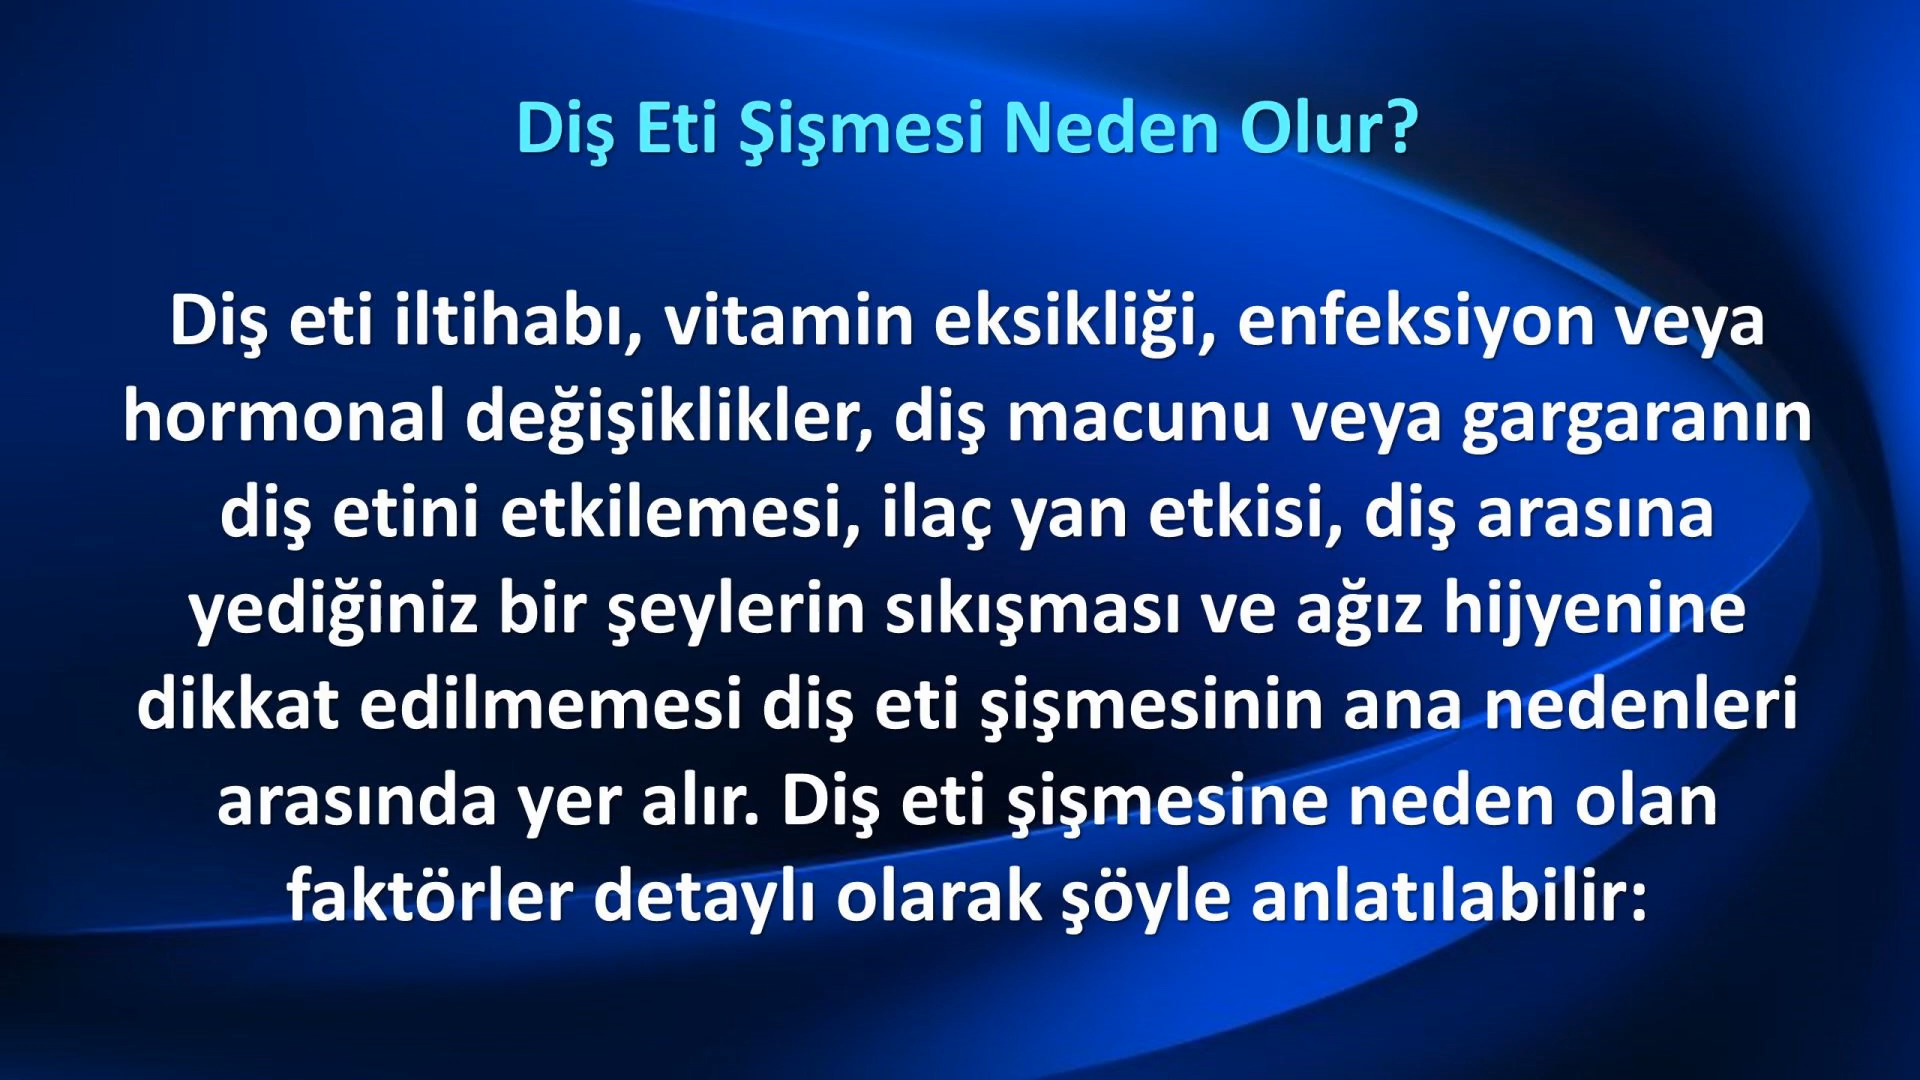 Diş Eti Şişmesi Neden Olur?
Diş eti iltihabı, vitamin eksikliği, enfeksiyon veya
hormonal değişiklikler, diş macunu veya gargaranın
diş etini etkilemesi, ilaç yan etkisi, diş arasına
yediğiniz bir şeylerin sıkışması ve ağız hijyenine
dikkat edilmemesi diş eti şişmesinin ana nedenleri
arasında yer alır. Diş eti şişmesine neden olan
faktörler detaylı olarak şöyle anlatılabilir: